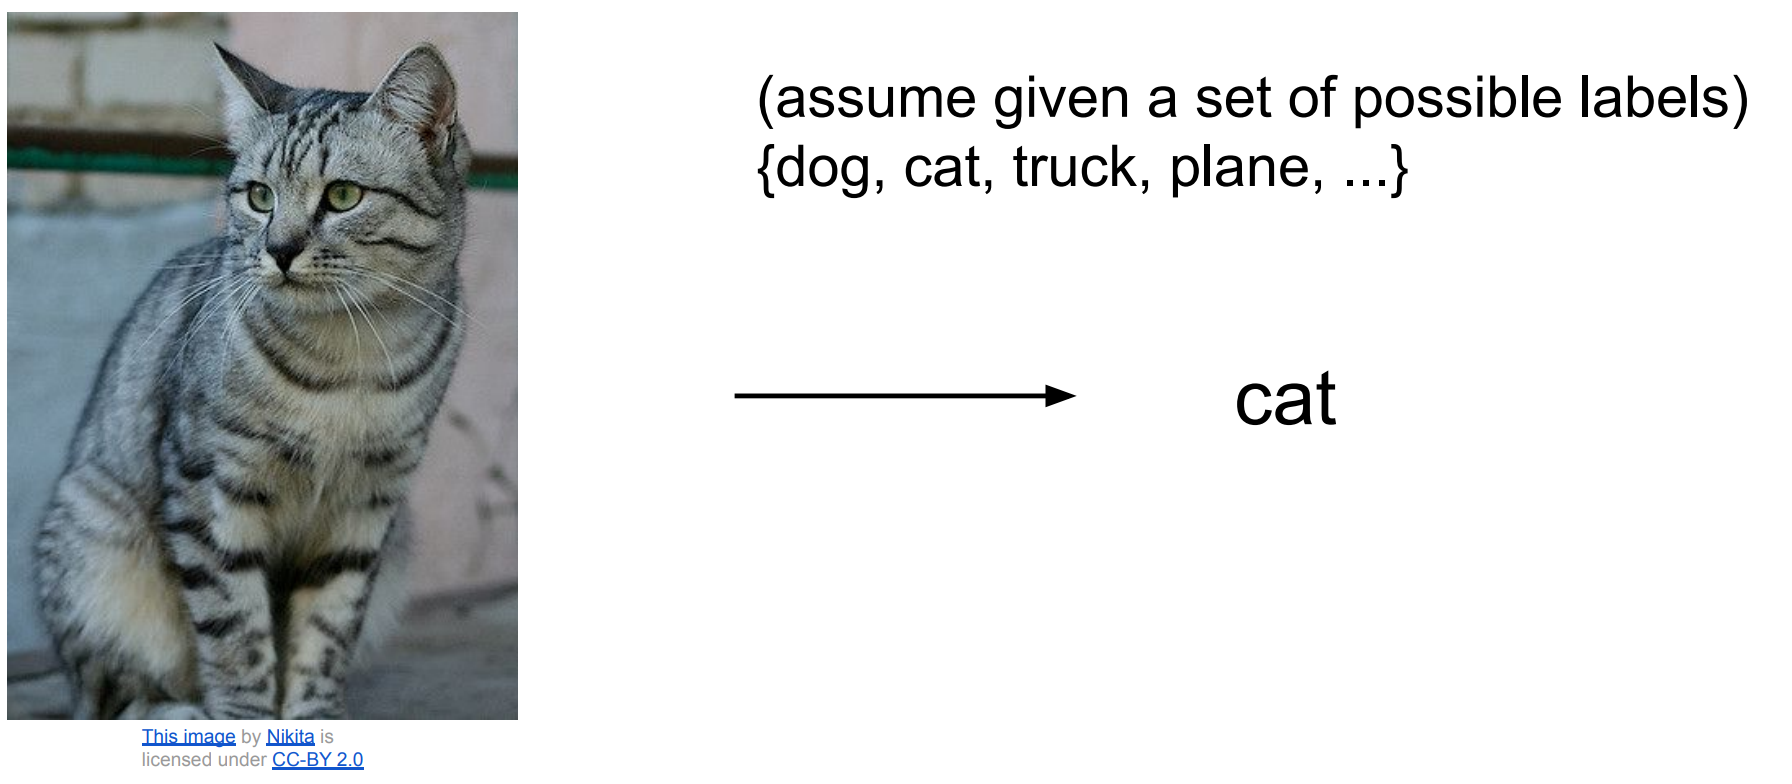 (assume given a set of possible labels)
{dog, cat, truck, plane, ...}
cat
This image by Nikita is
licensed under CC-BY 2.0